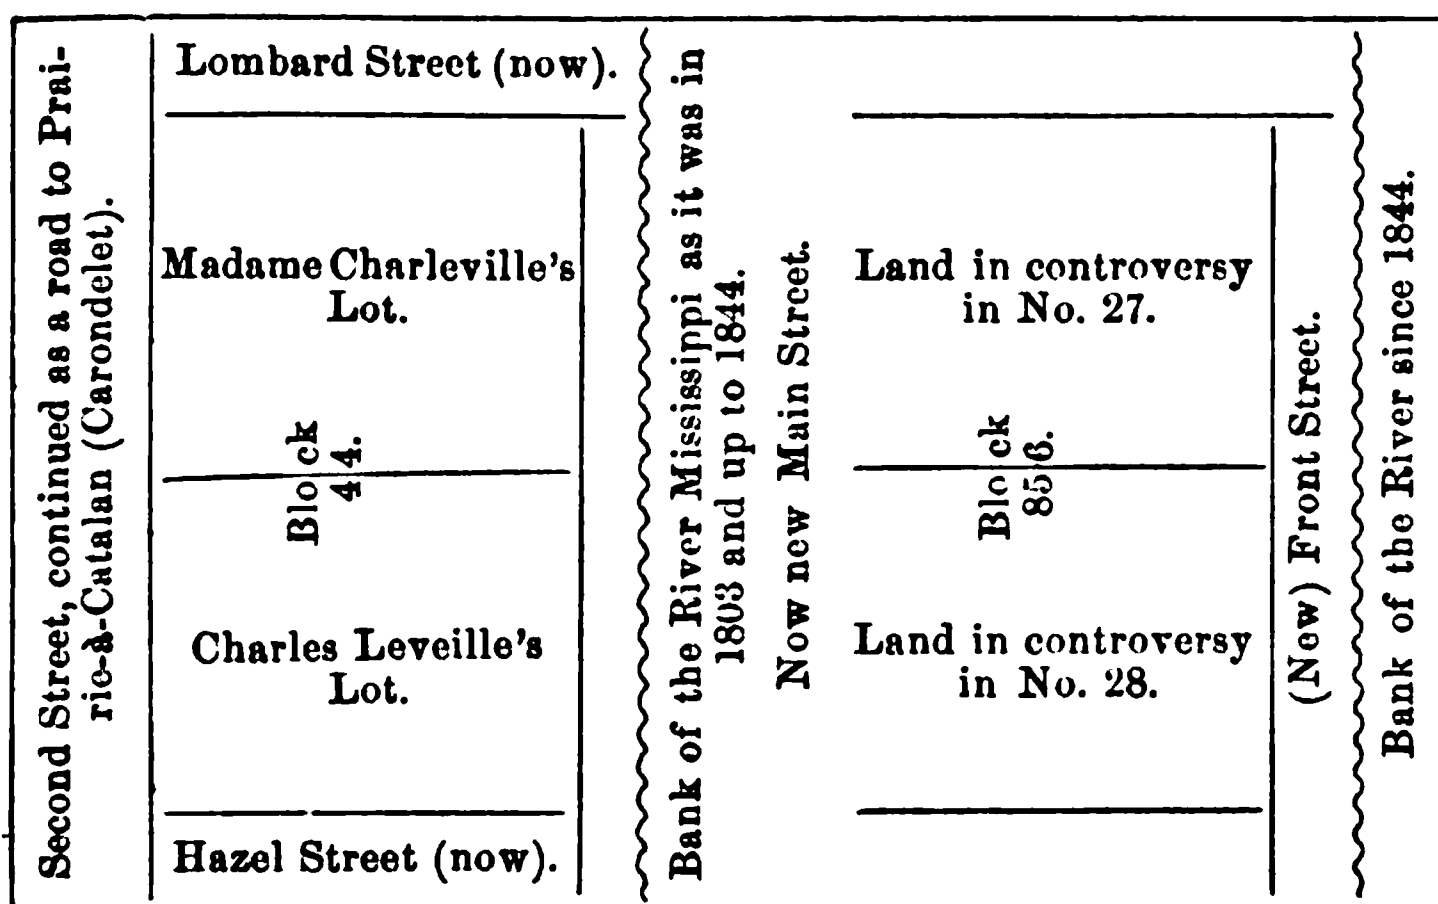 Second Street, continued as a road to Prai-
rie-à-Catalan (Carondelet).
Lombard Street (now).
Madame Charleville's
Lot.
Block
44.
Charles Leveille's
Lot.
Hazel Street (now).
Bank of the River Mississippi as it was in
1803 and up to 1844.
Now new Main Street.
Land in controversy
in No. 27.
Block
856.
Land in controversy
in No. 28.
(New) Front Street.
Bank of the River since 1844.